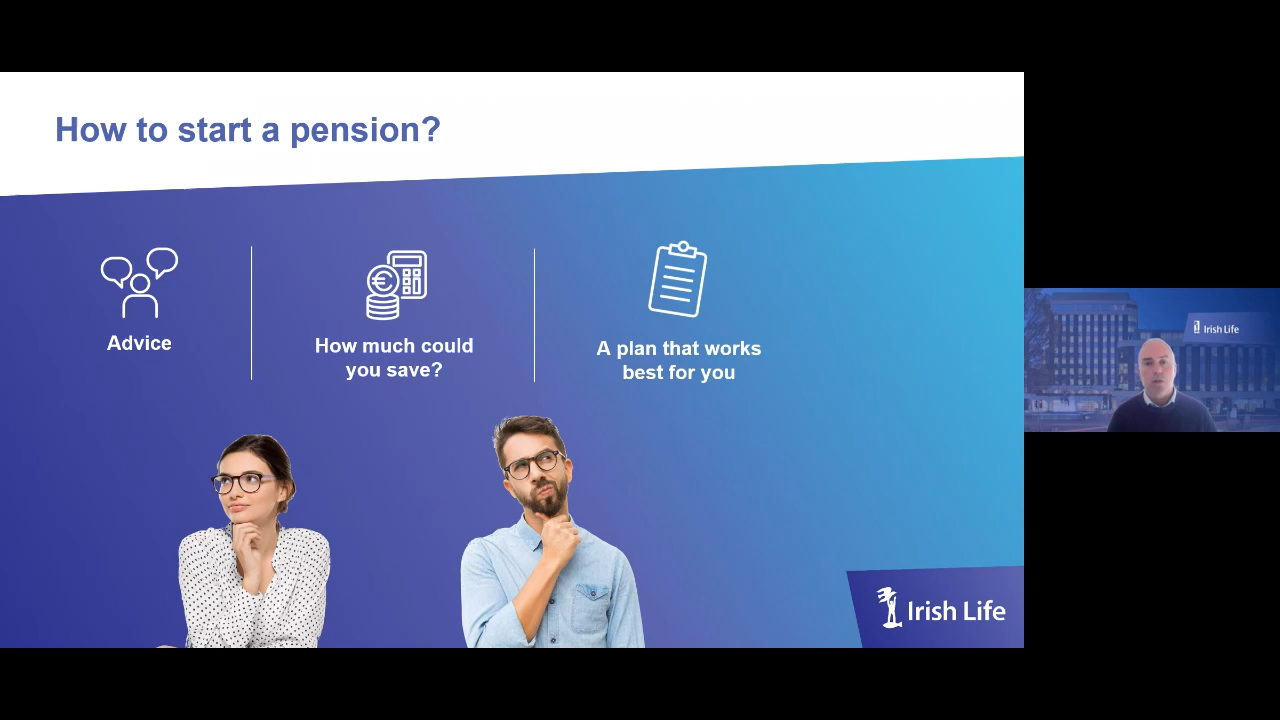 How to start a pension?
Advice
How much could
you save?
A plan that works
best for you
Irish Life
Irish Life